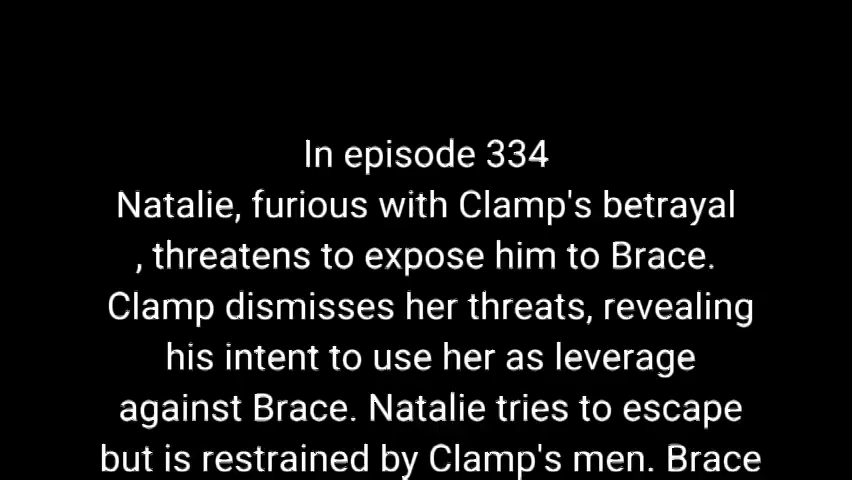 In episode 334
Natalie, furious with Clamp's betrayal
, threatens to expose him to Brace.
Clamp dismisses her threats, revealing
his intent to use her as leverage
against Brace. Natalie tries to escape
but is restrained by Clamp's men. Brace